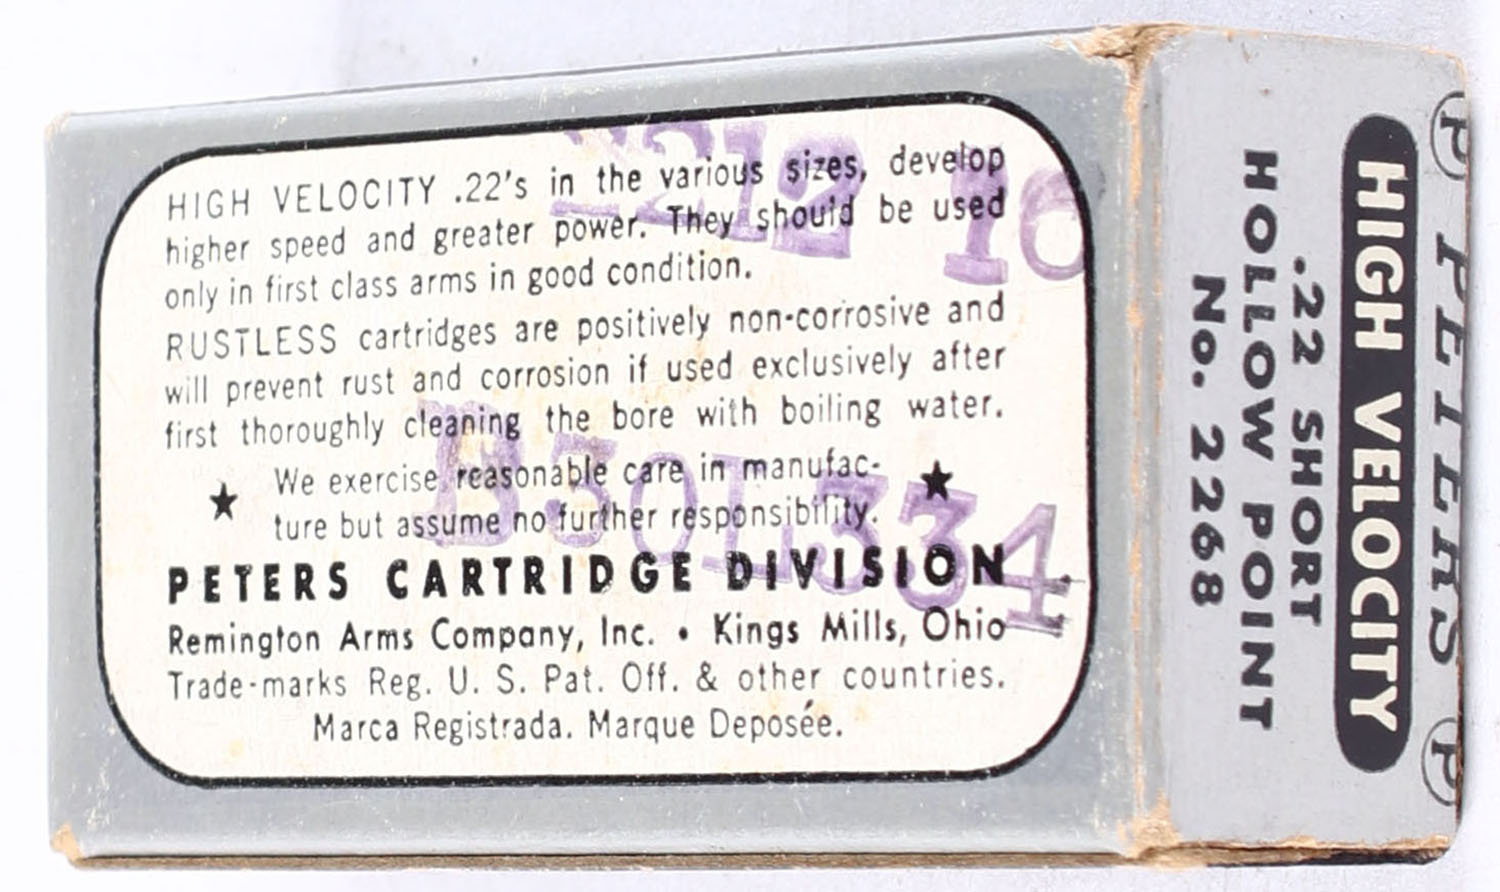 HIGH VELOCITY .22's in the various sizes, develop
higher speed and greater power. They should be used
only in first class arms in good condition.
RUSTLESS cartridges are positively non-corrosive and
will prevent rust and corrosion if used exclusively after
first thoroughly cleaning the bore with boiling water.
★ We exercise reasonable care in manufac- ★
ture but assume no further responsibility.
PETERS CARTRIDGE DIVISION
Remington Arms Company, Inc. • Kings Mills, Ohio
Trade-marks Reg. U. S. Pat. Off. & other countries.
Marca Registrada. Marque Deposée.
P PETERS P
HIGH VELOCITY
.22 SHORT
HOLLOW POINT
No. 2268